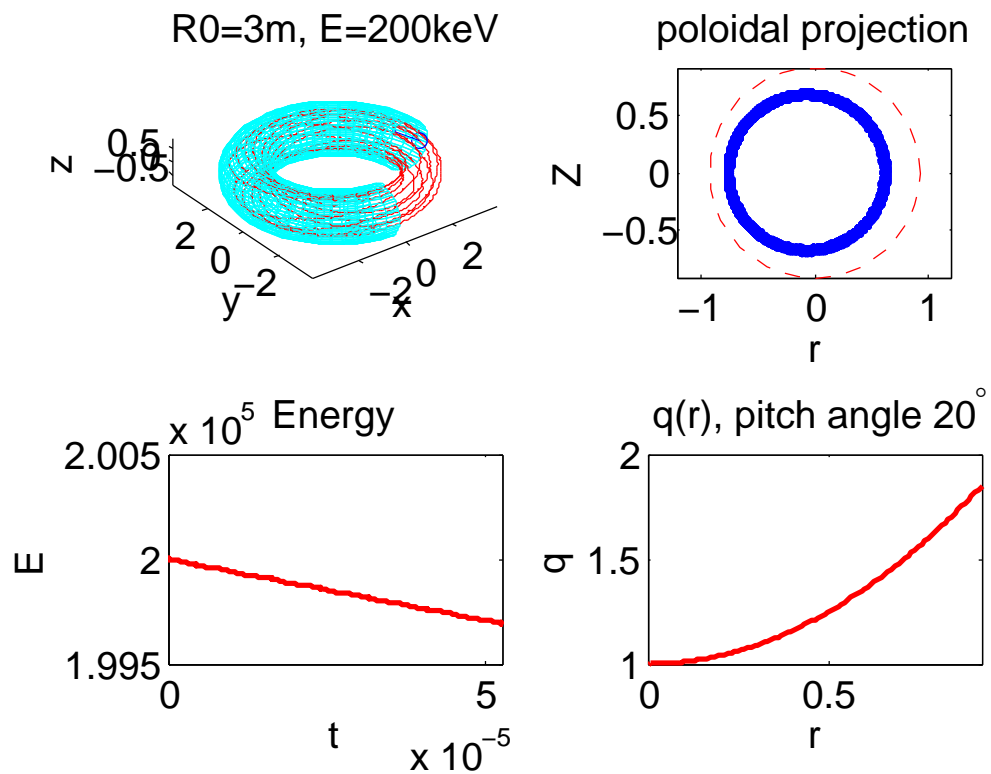 R0=3m, E=200keV
0.5
0
−0.5
z
2
0
−2
y
−2
0
2
x
poloidal projection
0.5
0
−0.5
Z
−1
0
1
r
x 10^5
Energy
2.005
2
1.995
E
0
5
t
x 10^−5
q(r), pitch angle 20°
2
1.5
1
q
0
0.5
r